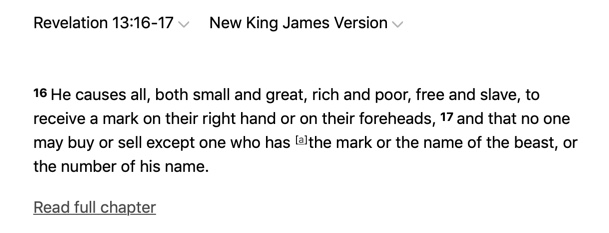 Revelation 13:16-17 New King James Version
16 He causes all, both small and great, rich and poor, free and slave, to
receive a mark on their right hand or on their foreheads, 17 and that no one
may buy or sell except one who has [a]the mark or the name of the beast, or
the number of his name.
Read full chapter